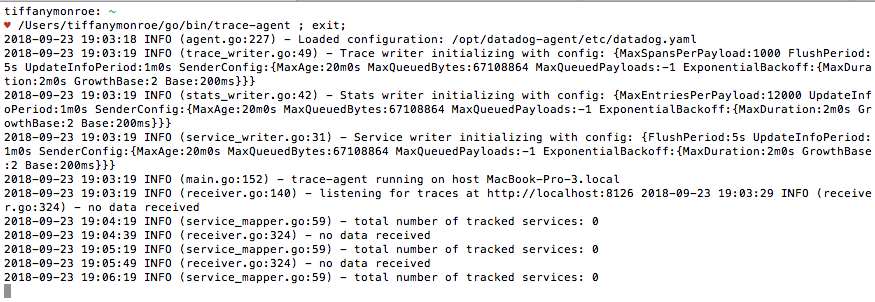 tiffanymonroe: ~
♥ /Users/tiffanymonroe/go/bin/trace-agent ; exit;
2018-09-23 19:03:18 INFO (agent.go:227) - Loaded configuration: /opt/datadog-agent/etc/datadog.yaml
2018-09-23 19:03:19 INFO (trace_writer.go:49) - Trace writer initializing with config: {MaxSpansPerPayload:1000 FlushPeriod:
5s UpdateInfoPeriod:1m0s SenderConfig:{MaxAge:20m0s MaxQueuedBytes:67108864 MaxQueuedPayloads:-1 ExponentialBackoff:{MaxDura
tion:2m0s GrowthBase:2 Base:200ms}}}
2018-09-23 19:03:19 INFO (stats_writer.go:42) - Stats writer initializing with config: {MaxEntriesPerPayload:12000 UpdateInf
oPeriod:1m0s SenderConfig:{MaxAge:20m0s MaxQueuedBytes:67108864 MaxQueuedPayloads:-1 ExponentialBackoff:{MaxDuration:2m0s Gr
owthBase:2 Base:200ms}}}
2018-09-23 19:03:19 INFO (service_writer.go:31) - Service writer initializing with config: {FlushPeriod:5s UpdateInfoPeriod:
1m0s SenderConfig:{MaxAge:20m0s MaxQueuedBytes:67108864 MaxQueuedPayloads:-1 ExponentialBackoff:{MaxDuration:2m0s GrowthBase
:2 Base:200ms}}}
2018-09-23 19:03:19 INFO (main.go:152) - trace-agent running on host MacBook-Pro-3.local
2018-09-23 19:03:19 INFO (receiver.go:140) - listening for traces at http://localhost:8126 2018-09-23 19:03:29 INFO (receive
r.go:324) - no data received
2018-09-23 19:04:19 INFO (service_mapper.go:59) - total number of tracked services: 0
2018-09-23 19:04:39 INFO (receiver.go:324) - no data received
2018-09-23 19:05:19 INFO (service_mapper.go:59) - total number of tracked services: 0
2018-09-23 19:05:49 INFO (receiver.go:324) - no data received
2018-09-23 19:06:19 INFO (service_mapper.go:59) - total number of tracked services: 0